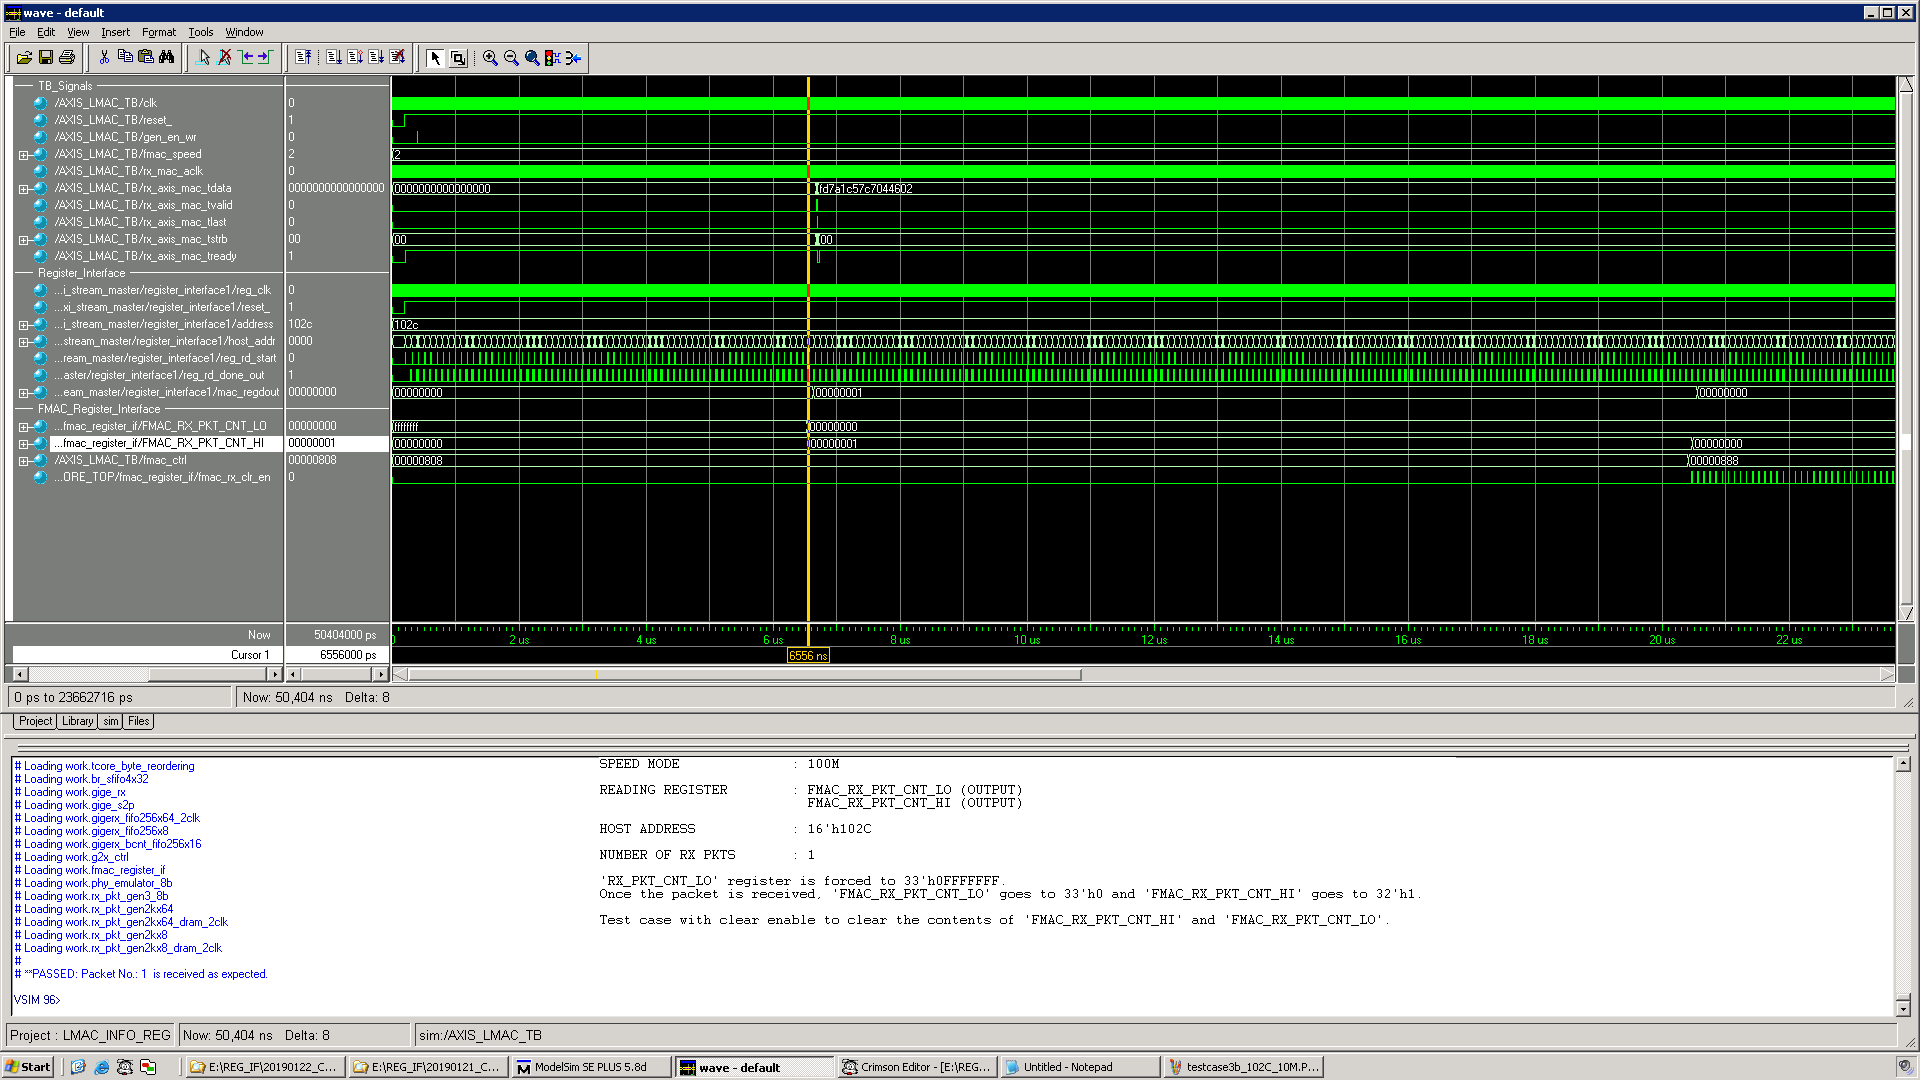 wave - default
File Edit View Insert Format Tools Window
TB_Signals
/AXIS_LMAC_TB/clk 0
/AXIS_LMAC_TB/reset_ 1
/AXIS_LMAC_TB/gen_en_wr 0
/AXIS_LMAC_TB/fmac_speed 2 2
/AXIS_LMAC_TB/rx_mac_aclk 0
/AXIS_LMAC_TB/rx_axis_mac_tdata 0000000000000000 0000000000000000 fd7a1c57c7044602
/AXIS_LMAC_TB/rx_axis_mac_tvalid 0
/AXIS_LMAC_TB/rx_axis_mac_tlast 0
/AXIS_LMAC_TB/rx_axis_mac_tstrb 00 00 00
/AXIS_LMAC_TB/rx_axis_mac_tready 1
Register_Interface
...i_stream_master/register_interface1/reg_clk 0
...xi_stream_master/register_interface1/reset_ 1
...i_stream_master/register_interface1/address 102c 102c
...stream_master/register_interface1/host_addr 0000
...ream_master/register_interface1/reg_rd_start 0
...aster/register_interface1/reg_rd_done_out 1
...eam_master/register_interface1/mac_regdout 00000000 00000000 00000001 00000000
FMAC_Register_Interface
...fmac_register_if/FMAC_RX_PKT_CNT_LO 00000000 ffffffff 00000000
...fmac_register_if/FMAC_RX_PKT_CNT_HI 00000001 00000000 00000001 00000000
/AXIS_LMAC_TB/fmac_ctrl 00000808 00000808 00000888
...ORE_TOP/fmac_register_if/fmac_rx_clr_en 0
Now 50404000 ps 0 2 us 4 us 6 us 8 us 10 us 12 us 14 us 16 us 18 us 20 us 22 us
Cursor 1 6556000 ps 6556 ns
0 ps to 23662716 ps Now: 50,404 ns Delta: 8
Project Library sim Files
# Loading work.tcore_byte_reordering
# Loading work.br_sfifo4x32
# Loading work.gige_rx
# Loading work.gige_s2p
# Loading work.gigerx_fifo256x64_2clk
# Loading work.gigerx_fifo256x8
# Loading work.gigerx_bcnt_fifo256x16
# Loading work.g2x_ctrl
# Loading work.fmac_register_if
# Loading work.phy_emulator_8b
# Loading work.rx_pkt_gen3_8b
# Loading work.rx_pkt_gen2kx64
# Loading work.rx_pkt_gen2kx64_dram_2clk
# Loading work.rx_pkt_gen2kx8
# Loading work.rx_pkt_gen2kx8_dram_2clk
#
# **PASSED: Packet No.: 1 is received as expected.
VSIM 96>
SPEED MODE : 100M
READING REGISTER : FMAC_RX_PKT_CNT_LO (OUTPUT)
FMAC_RX_PKT_CNT_HI (OUTPUT)
HOST ADDRESS : 16'h102C
NUMBER OF RX PKTS : 1
'RX_PKT_CNT_LO' register is forced to 33'h0FFFFFFF.
Once the packet is received, 'FMAC_RX_PKT_CNT_LO' goes to 33'h0 and 'FMAC_RX_PKT_CNT_HI' goes to 32'h1.
Test case with clear enable to clear the contents of 'FMAC_RX_PKT_CNT_HI' and 'FMAC_RX_PKT_CNT_LO'.
Project : LMAC_INFO_REG Now: 50,404 ns Delta: 8 sim:/AXIS_LMAC_TB
Start E:\REG_IF\20190122_C... E:\REG_IF\20190121_C... ModelSim SE PLUS 5.8d wave - default Crimson Editor - [E:\REG... Untitled - Notepad testcase3b_102C_10M.P...